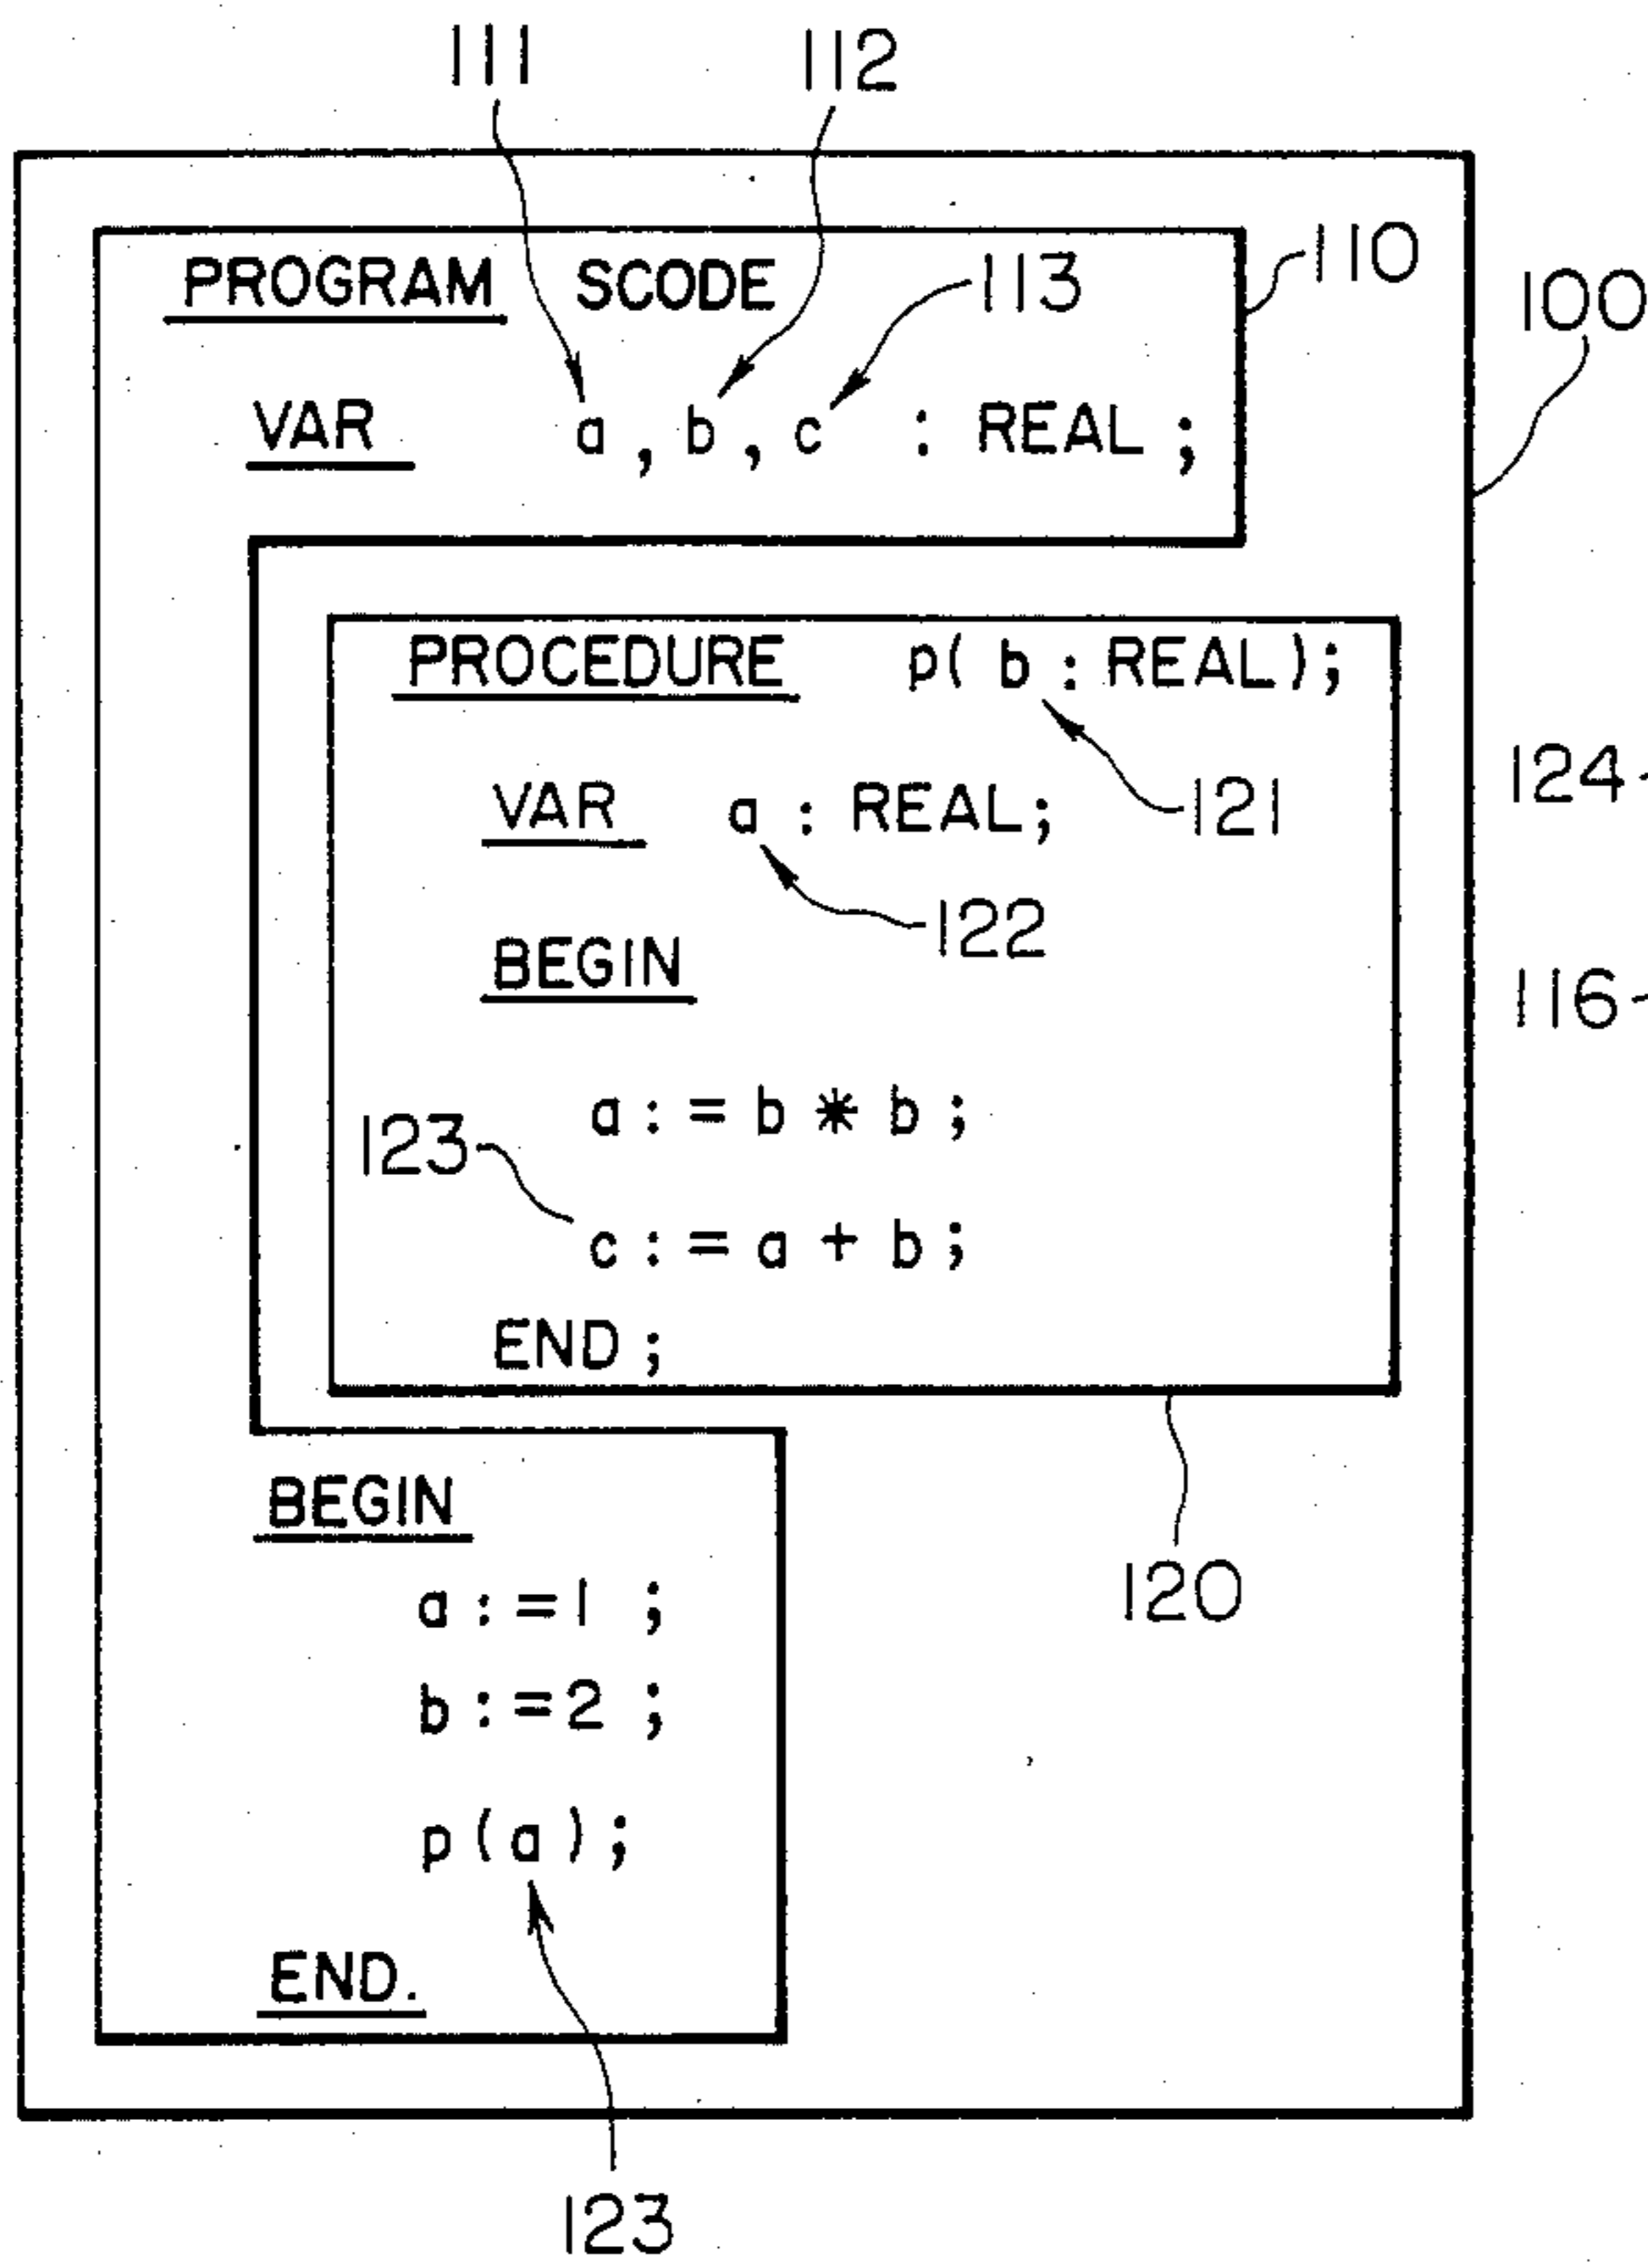 111 112
PROGRAM SCODE 113 110
100
VAR a , b , c : REAL ;
PROCEDURE p( b : REAL ) ;
124
VAR a : REAL ; 121
122
BEGIN
116
a : = b * b ;
123
c : = a + b ;
END ;
BEGIN
120
a : = 1 ;
b : = 2 ;
p ( a ) ;
END.
123